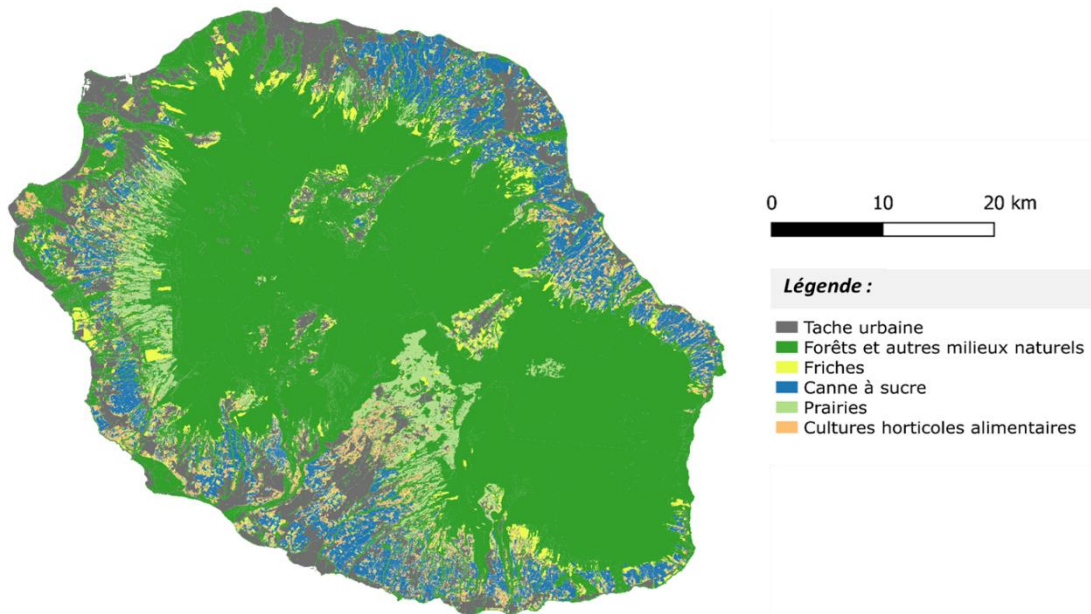 0 10 20 km
Légende :
Tache urbaine
Forêts et autres milieux naturels
Friches
Canne à sucre
Prairies
Cultures horticoles alimentaires